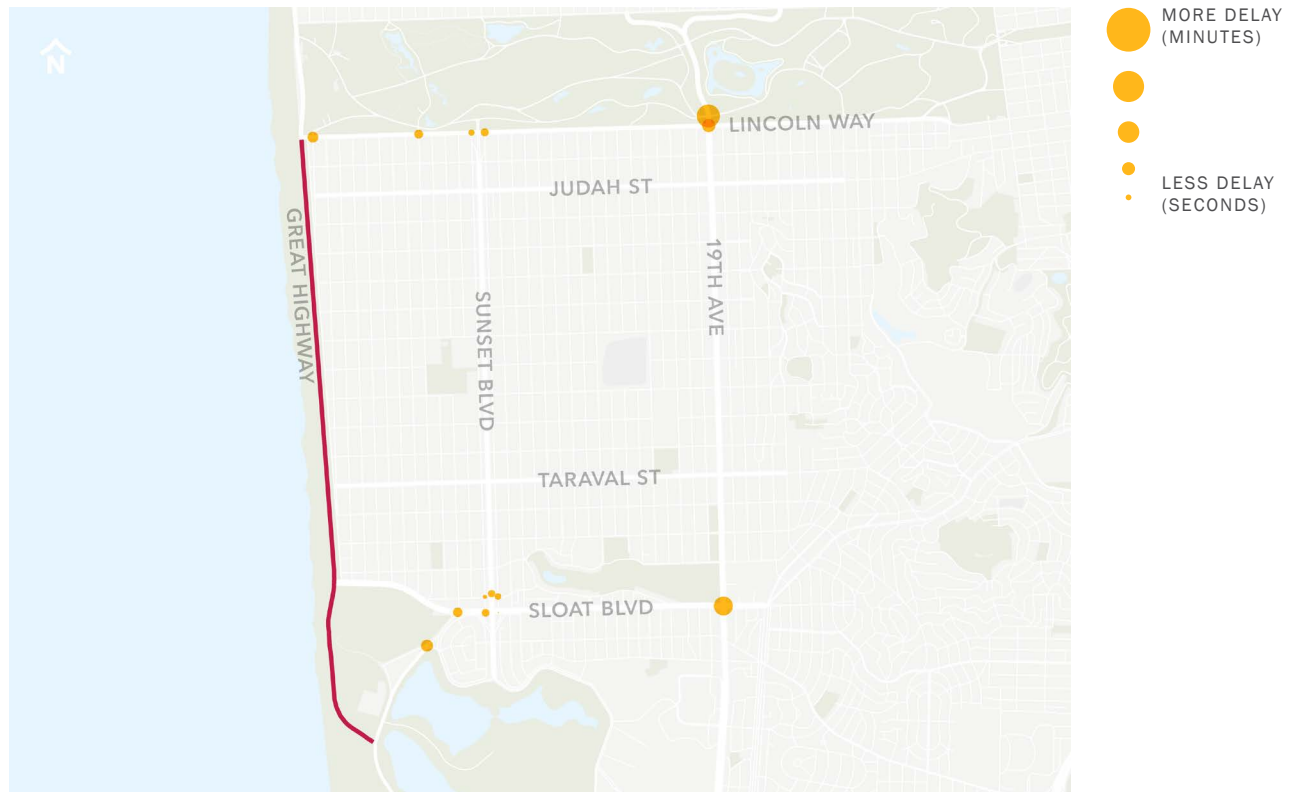 N
LINCOLN WAY
JUDAH ST
GREAT HIGHWAY
19TH AVE
SUNSET BLVD
TARAVAL ST
SLOAT BLVD
MORE DELAY
(MINUTES)
LESS DELAY
(SECONDS)